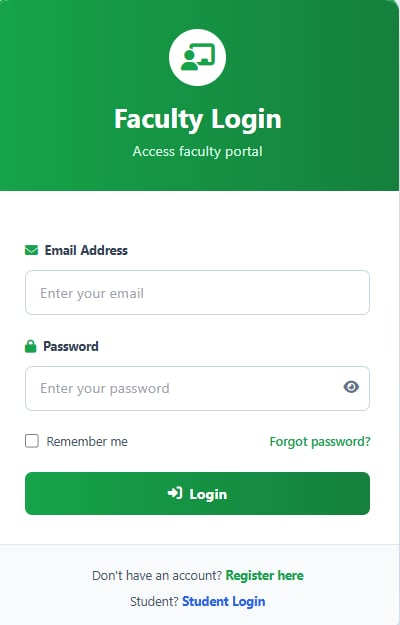 Faculty Login
Access faculty portal
Email Address
Enter your email
Password
Enter your password
Remember me
Forgot password?
Login
Don't have an account? Register here
Student? Student Login